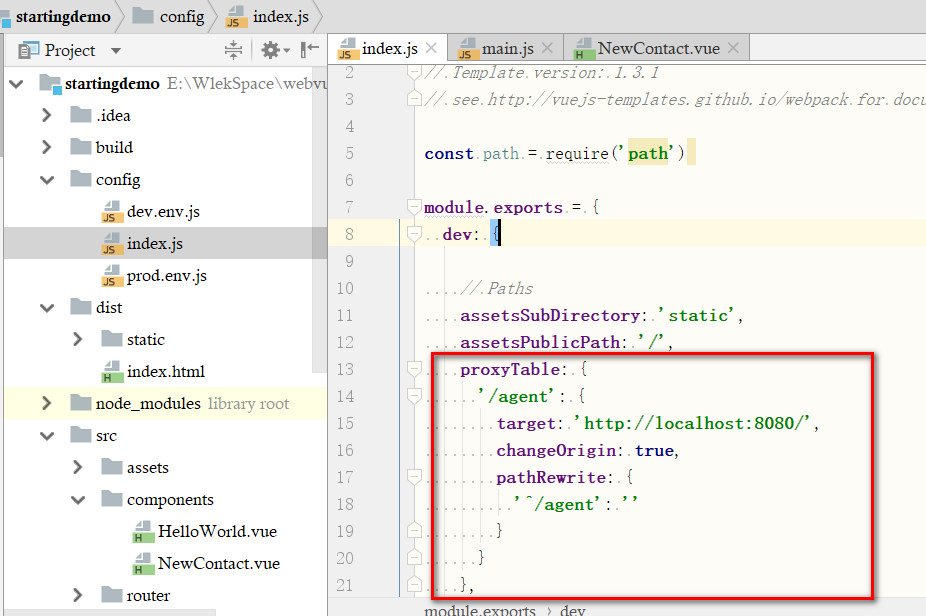 startingdemo config index.js
Project
index.js main.js NewContact.vue
startingdemo E:\WlekSpace\webvu
.idea
build
config
dev.env.js
index.js
prod.env.js
dist
static
index.html
node_modules library root
src
assets
components
HelloWorld.vue
NewContact.vue
router
2 // Template version: 1.3.1
3 // see http://vuejs-templates.github.io/webpack for docu
4
5 const path = require('path')
6
7 module.exports = {
8 dev: {
9
10 // Paths
11 assetsSubDirectory: 'static',
12 assetsPublicPath: '/',
13 proxyTable: {
14 '/agent': {
15 target: 'http://localhost:8080/',
16 changeOrigin: true,
17 pathRewrite: {
18 '^/agent': ''
19 }
20 }
21 },
module.exports › dev